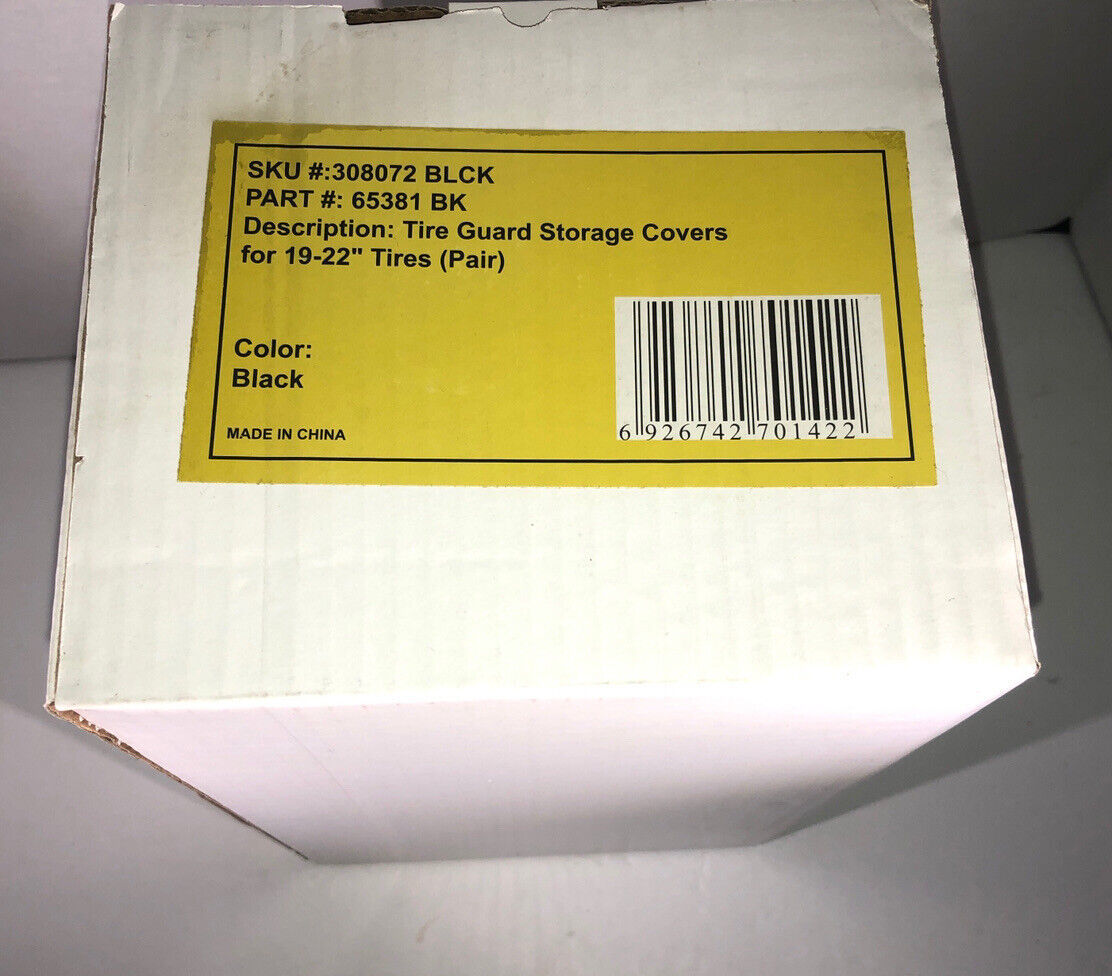 SKU #:308072 BLCK
PART #: 65381 BK
Description: Tire Guard Storage Covers
for 19-22" Tires (Pair)
Color:
Black
MADE IN CHINA
6 926742 701422